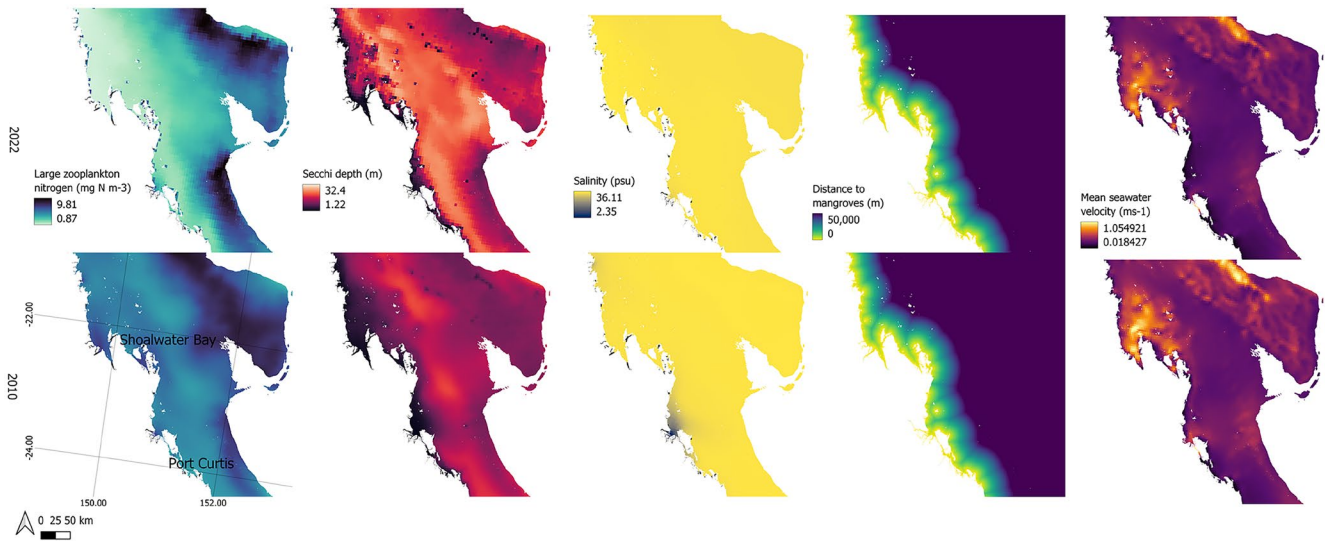 2022
Large zooplankton
nitrogen (mg N m-3)
9.81
0.87
Secchi depth (m)
32.4
1.22
Salinity (psu)
36.11
2.35
Distance to
mangroves (m)
50,000
0
Mean seawater
velocity (ms-1)
1.054921
0.018427
2010
-22.00
Shoalwater Bay
-24.00
Port Curtis
150.00
152.00
0 25 50 km